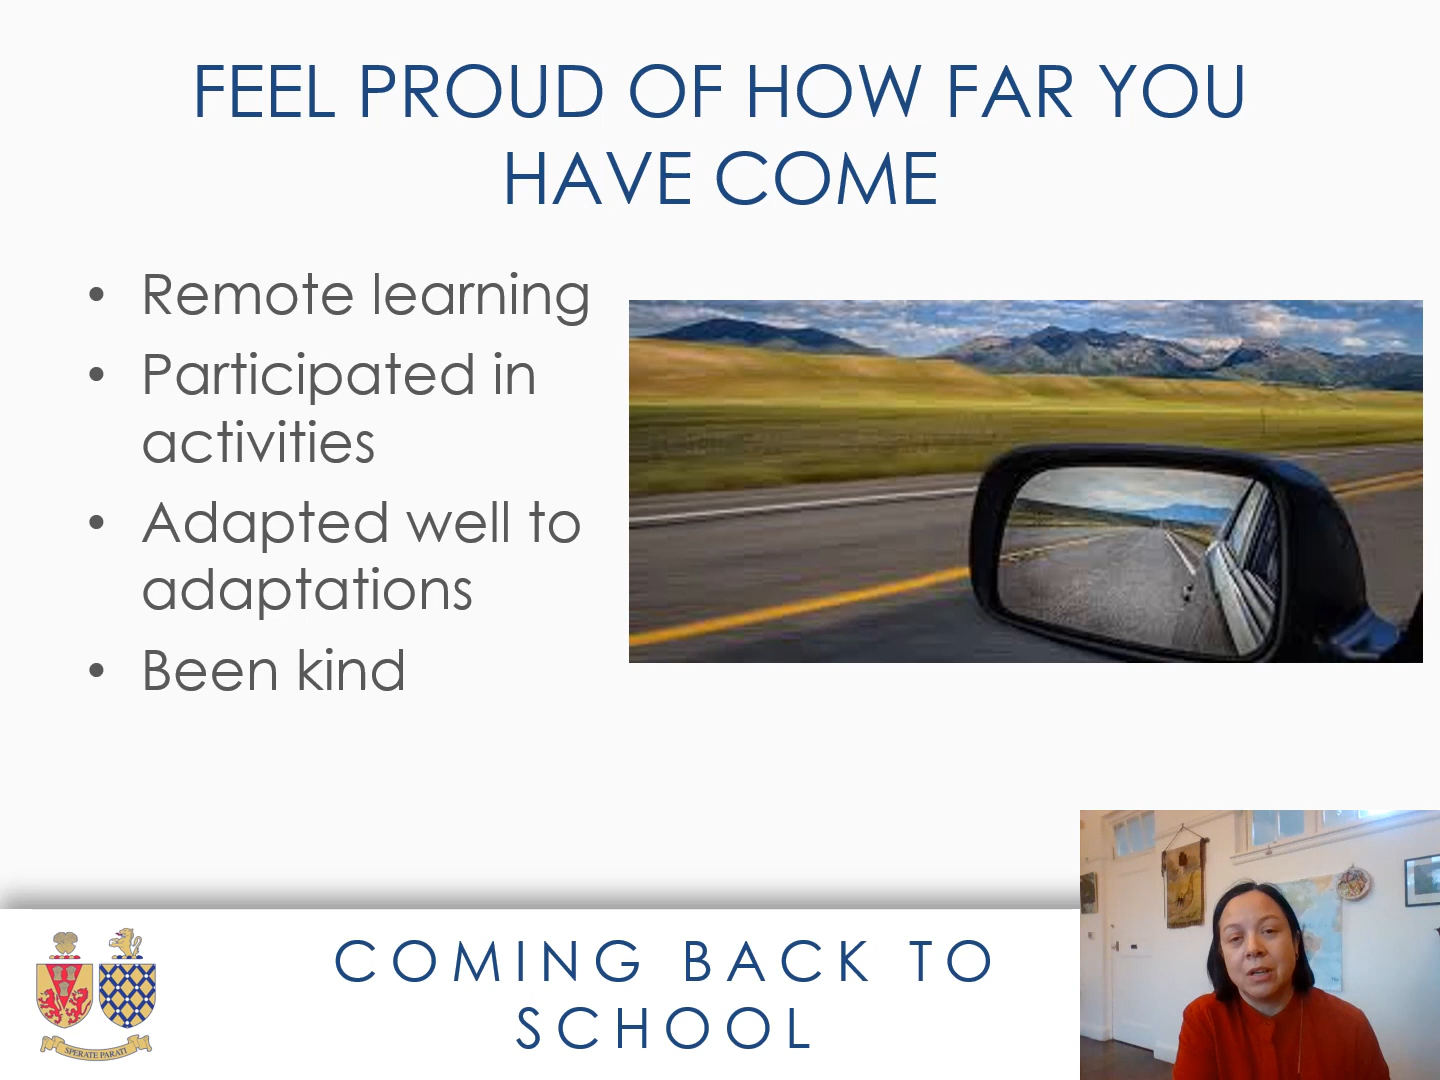 FEEL PROUD OF HOW FAR YOU
HAVE COME
• Remote learning
• Participated in
activities
• Adapted well to
adaptations
• Been kind
COMING BACK TO
SCHOOL
SPERATE PARATI